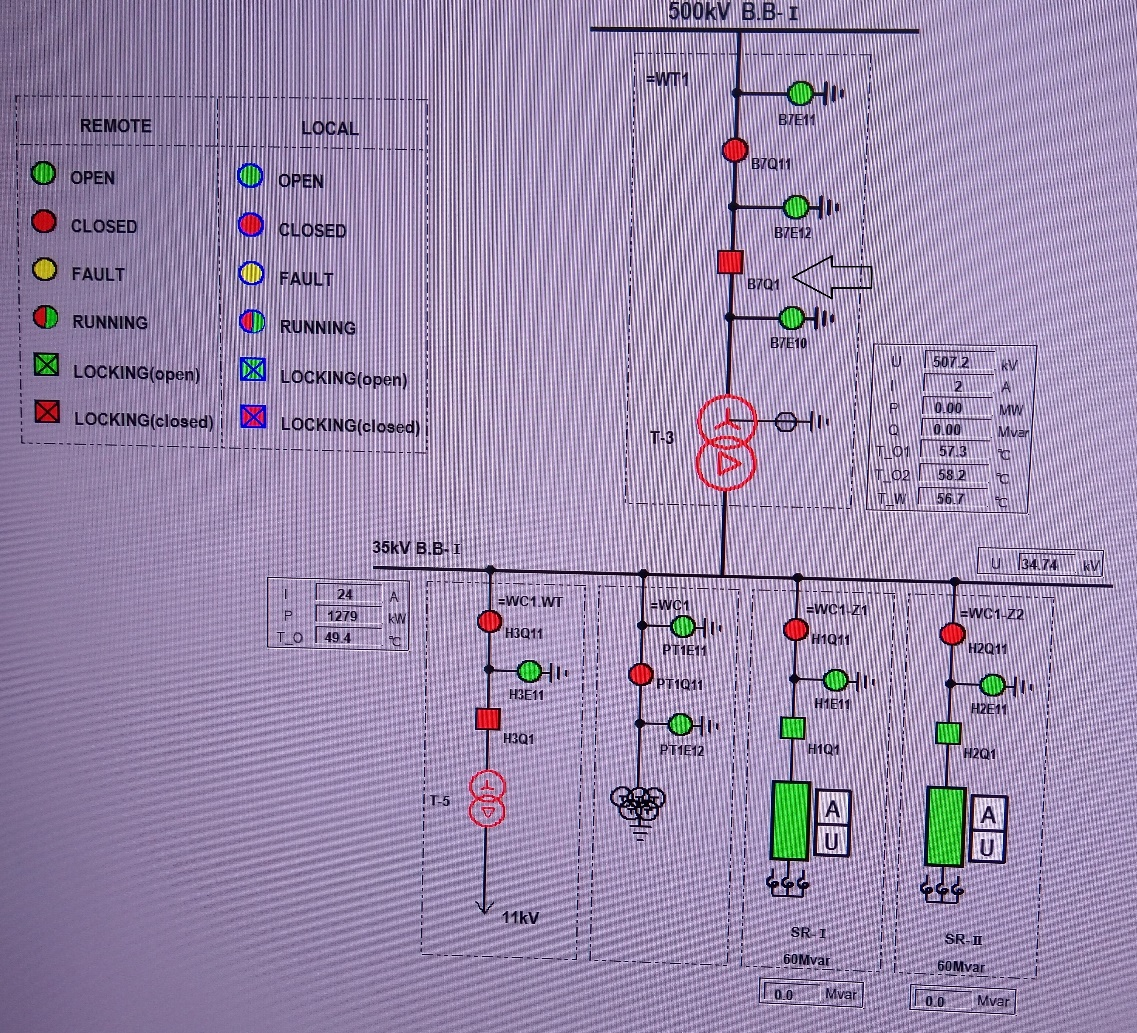 500kV B.B- I
=WT1
B7E11
B7Q11
B7E12
B7Q1
B7E10
T-3
REMOTE LOCAL
OPEN OPEN
CLOSED CLOSED
FAULT FAULT
RUNNING RUNNING
LOCKING(open) LOCKING(open)
LOCKING(closed) LOCKING(closed)
U 507.2 kV
I 2 A
P 0.00 MW
Q 0.00 Mvar
T_O1 57.3 ℃
T_O2 58.2 ℃
T_W 56.7 ℃
35kV B.B- I
U 34.74 kV
I 24 A
P 1279 kW
T_O 49.4 ℃
=WC1.WT
H3Q11
H3E11
H3Q1
T-5
11kV
=WC1
PT1E11
PT1Q11
PT1E12
=WC1-Z1
H1Q11
H1E11
H1Q1
A
U
SR- I
60Mvar
0.0 Mvar
=WC1-Z2
H2Q11
H2E11
H2Q1
A
U
SR- II
60Mvar
0.0 Mvar